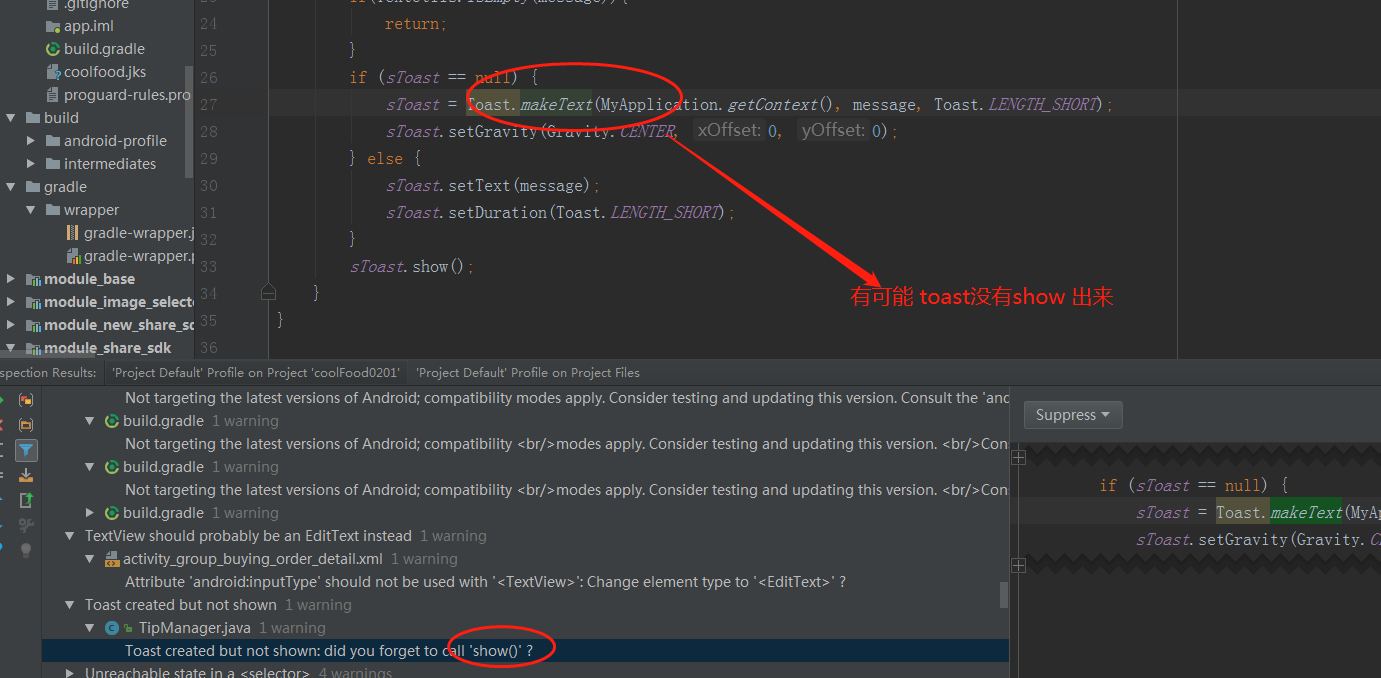 .gitignore
app.iml
build.gradle
coolfood.jks
proguard-rules.pro
build
android-profile
intermediates
gradle
wrapper
gradle-wrapper.j
gradle-wrapper.p
module_base
module_image_selecto
module_new_share_sd
module_share_sdk
24 return;
25 }
26 if (sToast == null) {
27 sToast = Toast.makeText(MyApplication.getContext(), message, Toast.LENGTH_SHORT);
28 sToast.setGravity(Gravity.CENTER, xOffset: 0, yOffset: 0);
29 } else {
30 sToast.setText(message);
31 sToast.setDuration(Toast.LENGTH_SHORT);
32 }
33 sToast.show();
34 }
35 }
36
有可能 toast没有show 出来
spection Results: 'Project Default' Profile on Project 'coolFood0201' 'Project Default' Profile on Project Files
Not targeting the latest versions of Android; compatibility modes apply. Consider testing and updating this version. Consult the 'and
build.gradle 1 warning
Not targeting the latest versions of Android; compatibility <br/>modes apply. Consider testing and updating this version. <br/>Con
build.gradle 1 warning
Not targeting the latest versions of Android; compatibility <br/>modes apply. Consider testing and updating this version. <br/>Cons
build.gradle 1 warning
TextView should probably be an EditText instead 1 warning
activity_group_buying_order_detail.xml 1 warning
Attribute 'android:inputType' should not be used with '<TextView>': Change element type to '<EditText>' ?
Toast created but not shown 1 warning
TipManager.java 1 warning
Toast created but not shown: did you forget to call 'show()' ?
Unreachable state in a <selector> 4 warnings
Suppress
if (sToast == null) {
sToast = Toast.makeText(MyAp
sToast.setGravity(Gravity.C